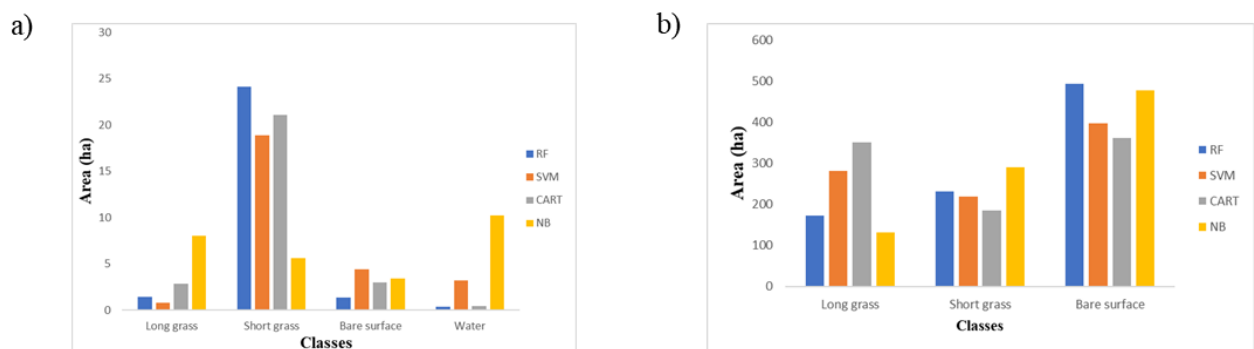 a)
30
25
20
15
10
5
0
Area (ha)
Long grass Short grass Bare surface Water
Classes
RF
SVM
CART
NB
b)
600
500
400
300
200
100
0
Area (ha)
Long grass Short grass Bare surface
Classes
RF
SVM
CART
NB